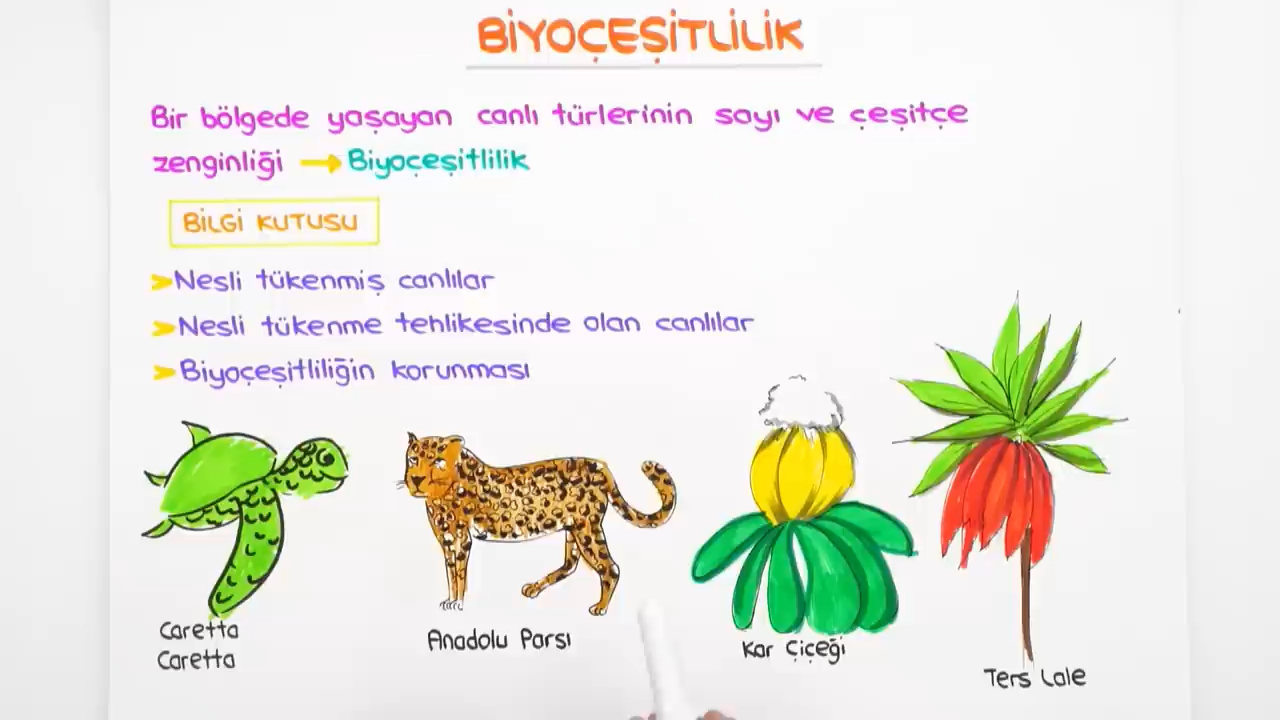 BİYOÇEŞİTLİLİK
Bir bölgede yaşayan canlı türlerinin sayı ve çeşitçe
zenginliği → Biyoçeşitlilik
BİLGİ KUTUSU
➤Nesli tükenmiş canlılar
➤Nesli tükenme tehlikesinde olan canlılar
➤Biyoçeşitliliğin korunması
Caretta
Caretta
Anadolu Parsı
Kar Çiçeği
Ters Lale